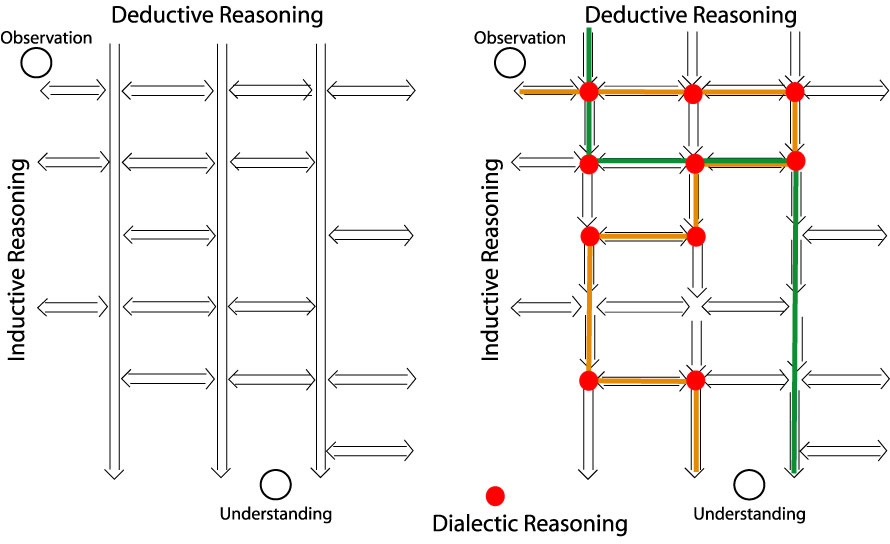 Deductive Reasoning
Observation
Inductive Reasoning
Understanding
Deductive Reasoning
Observation
Inductive Reasoning
Understanding
Dialectic Reasoning